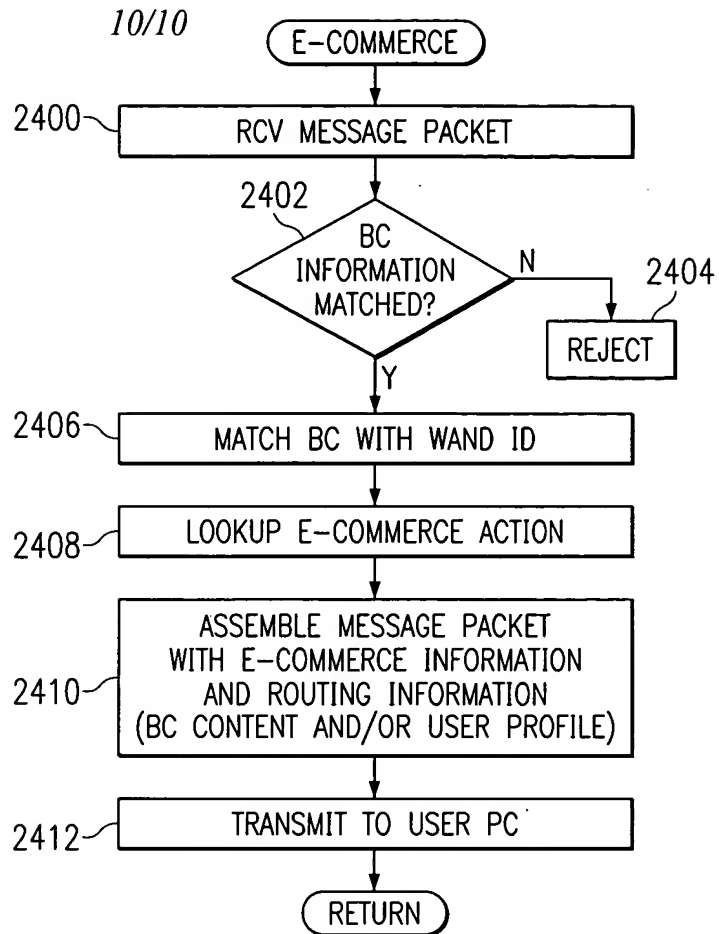 10/10
E-COMMERCE
2400
RCV MESSAGE PACKET
2402
BC
INFORMATION
MATCHED?
N
2404
REJECT
Y
2406
MATCH BC WITH WAND ID
2408
LOOKUP E-COMMERCE ACTION
2410
ASSEMBLE MESSAGE PACKET
WITH E-COMMERCE INFORMATION
AND ROUTING INFORMATION
(BC CONTENT AND/OR USER PROFILE)
2412
TRANSMIT TO USER PC
RETURN